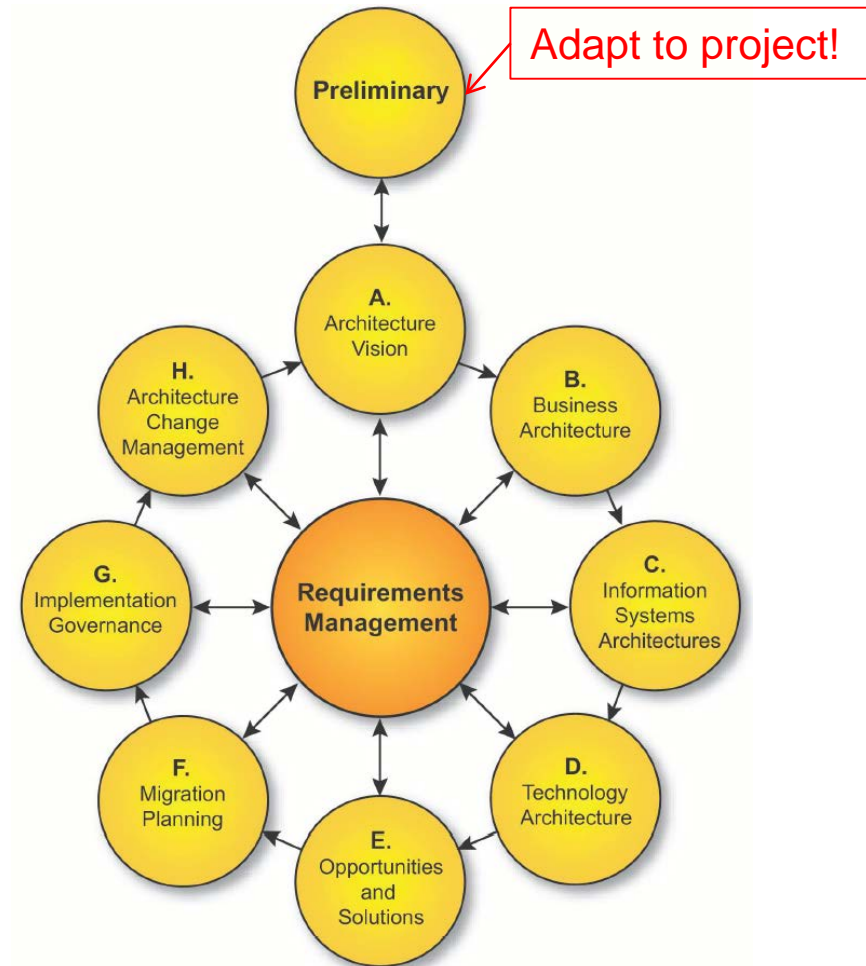 Adapt to project!
Preliminary
A.
Architecture
Vision
B.
Business
Architecture
C.
Information
Systems
Architectures
D.
Technology
Architecture
E.
Opportunities
and
Solutions
F.
Migration
Planning
G.
Implementation
Governance
H.
Architecture
Change
Management
Requirements
Management